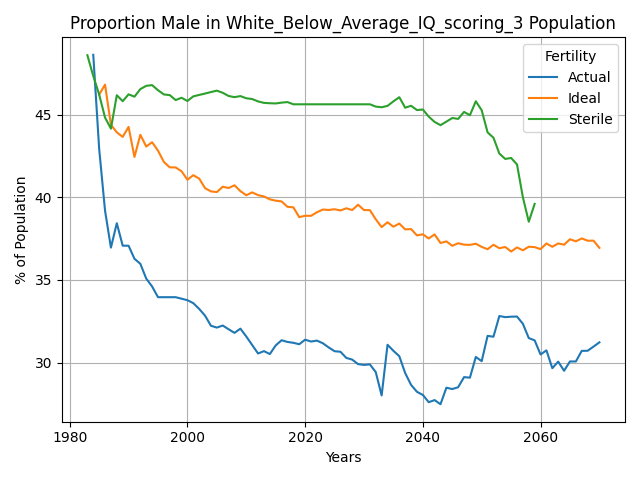 Proportion Male in White_Below_Average_IQ_scoring_3 Population
Fertility
Actual
Ideal
Sterile
% of Population
45
40
35
30
1980
2000
2020
2040
2060
Years